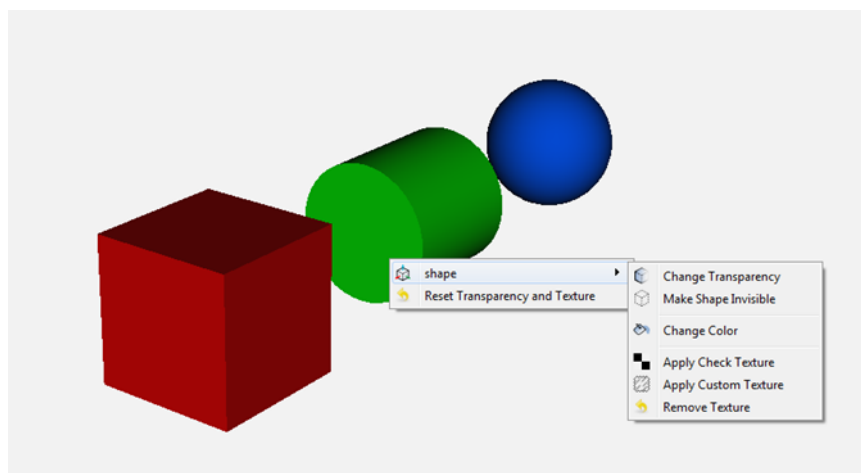 shape
Reset Transparency and Texture
Change Transparency
Make Shape Invisible
Change Color
Apply Check Texture
Apply Custom Texture
Remove Texture